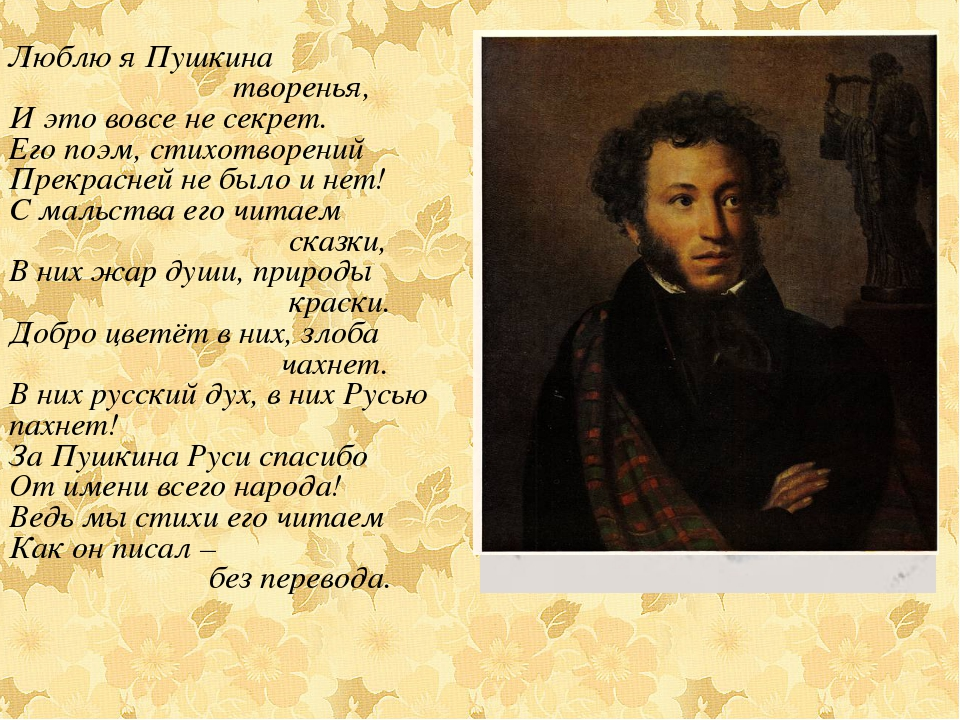 Люблю я Пушкина
творенья,
И это вовсе не секрет.
Его поэм, стихотворений
Прекрасней не было и нет!
С мальства его читаем
сказки,
В них жар души, природы
краски.
Добро цветёт в них, злоба
чахнет.
В них русский дух, в них Русью
пахнет!
За Пушкина Руси спасибо
От имени всего народа!
Ведь мы стихи его читаем
Как он писал –
без перевода.